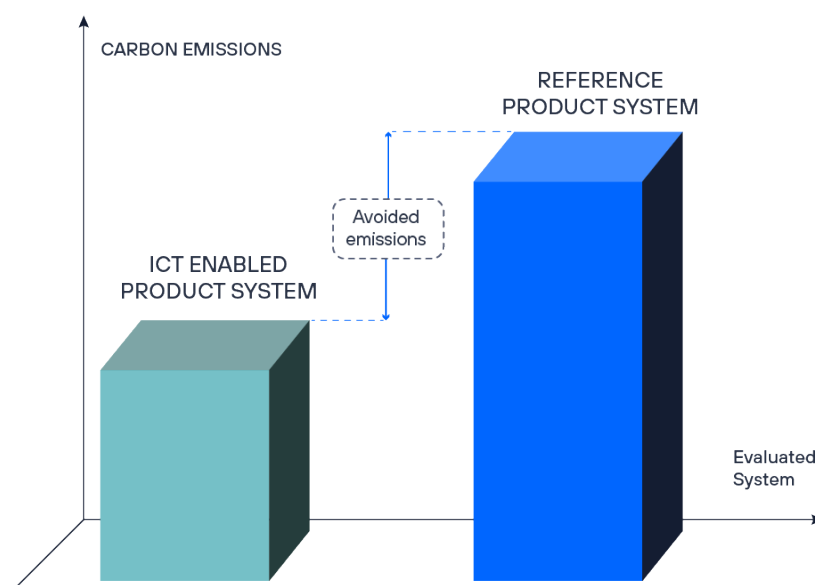 CARBON EMISSIONS
REFERENCE
PRODUCT SYSTEM
Avoided
emissions
ICT ENABLED
PRODUCT SYSTEM
Evaluated
System